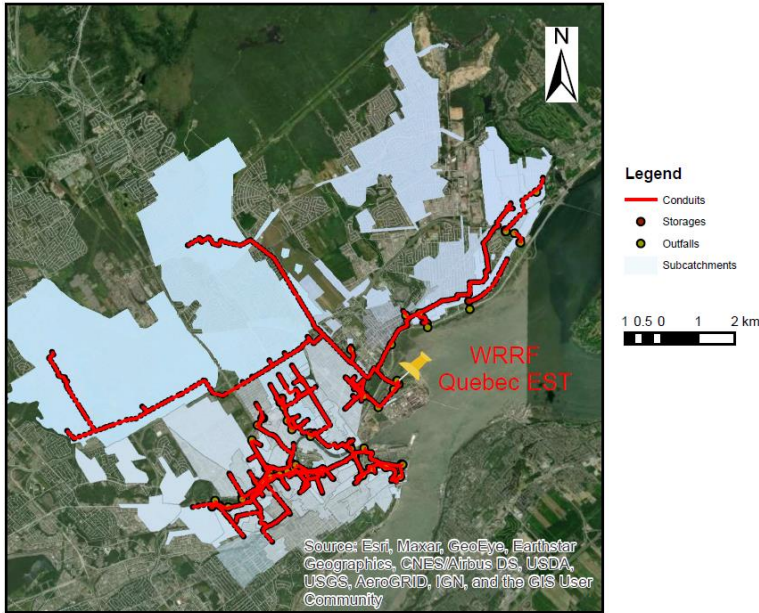 N
Legend
Conduits
Storages
Outfalls
Subcatchments
1 0.5 0 1 2 km
WRRF
Quebec EST
Source: Esri, Maxar, GeoEye, Earthstar
Geographics, CNES/Airbus DS, USDA,
USGS, AeroGRID, IGN, and the GIS User
Community